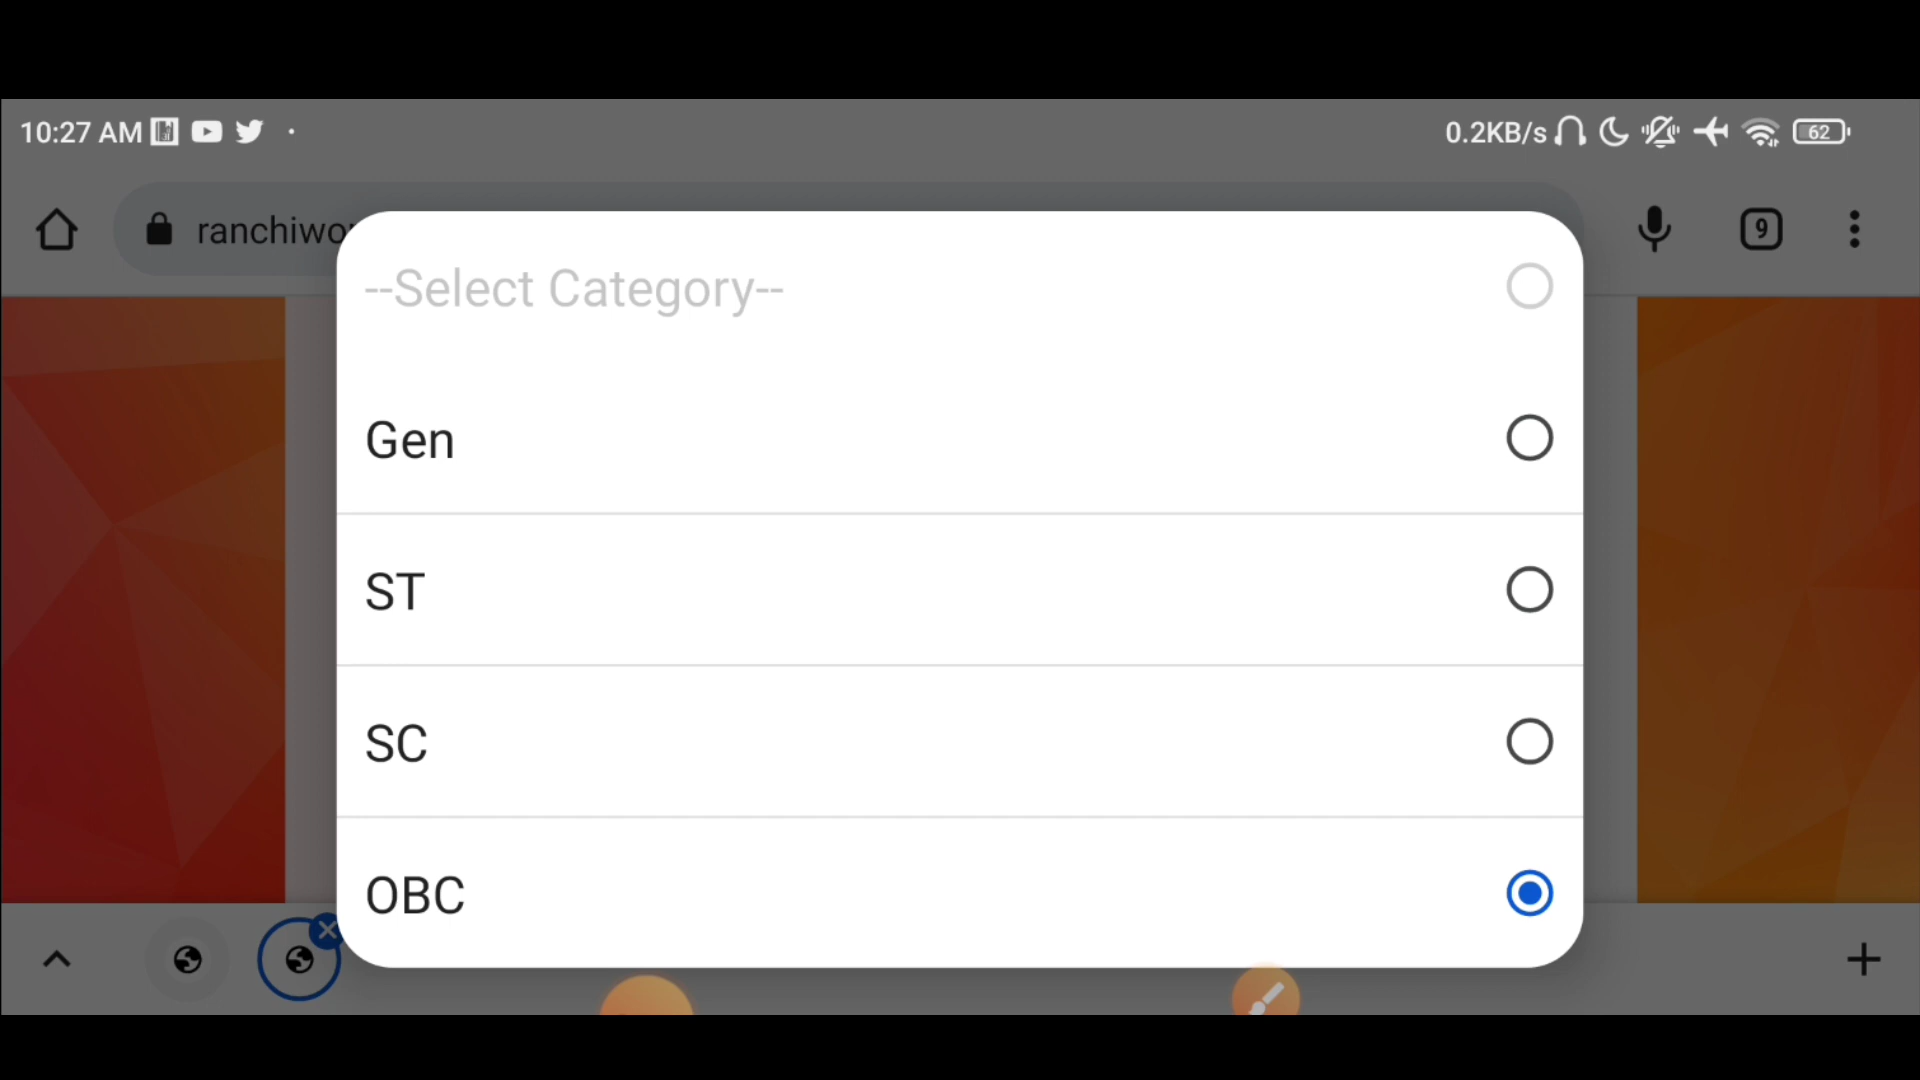 10:27 AM
0.2KB/s
62
ranchiwo
9
--Select Category--
Gen
ST
SC
OBC